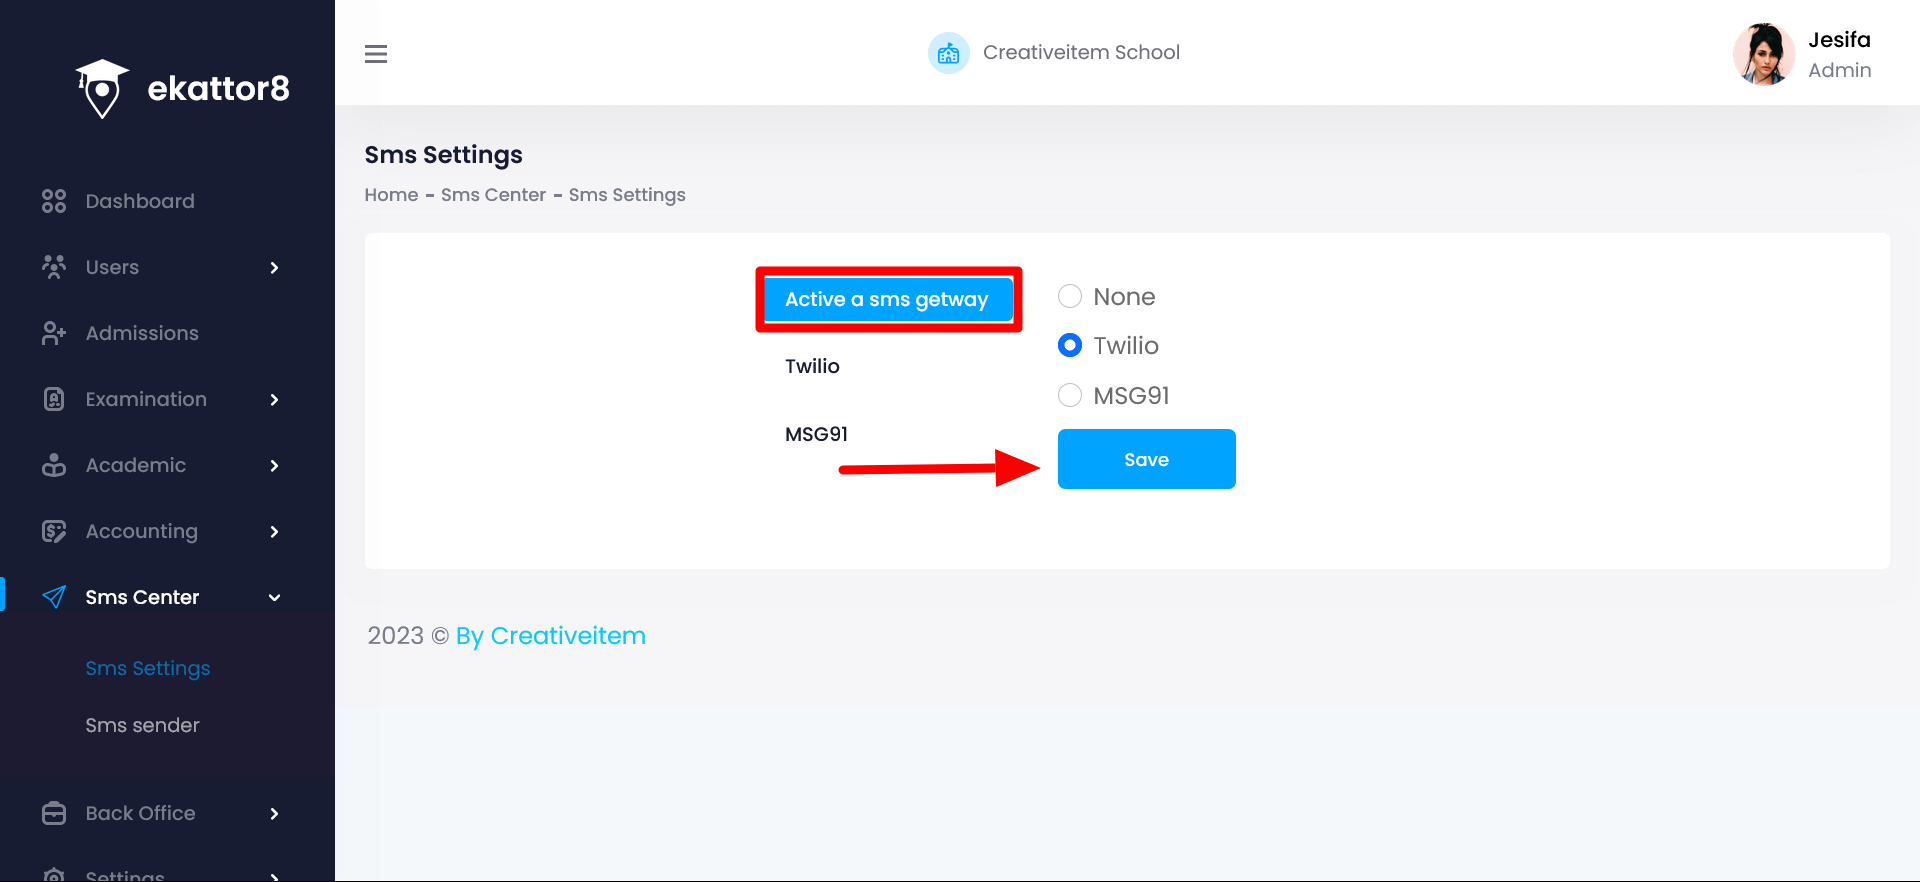 ekattor8
Dashboard
Users
Admissions
Examination
Academic
Accounting
Sms Center
Sms Settings
Sms sender
Back Office
Settings
Creativeitem School
Jesifa
Admin
Sms Settings
Home - Sms Center - Sms Settings
Active a sms getway
Twilio
MSG91
None
Twilio
MSG91
Save
2023 © By Creativeitem